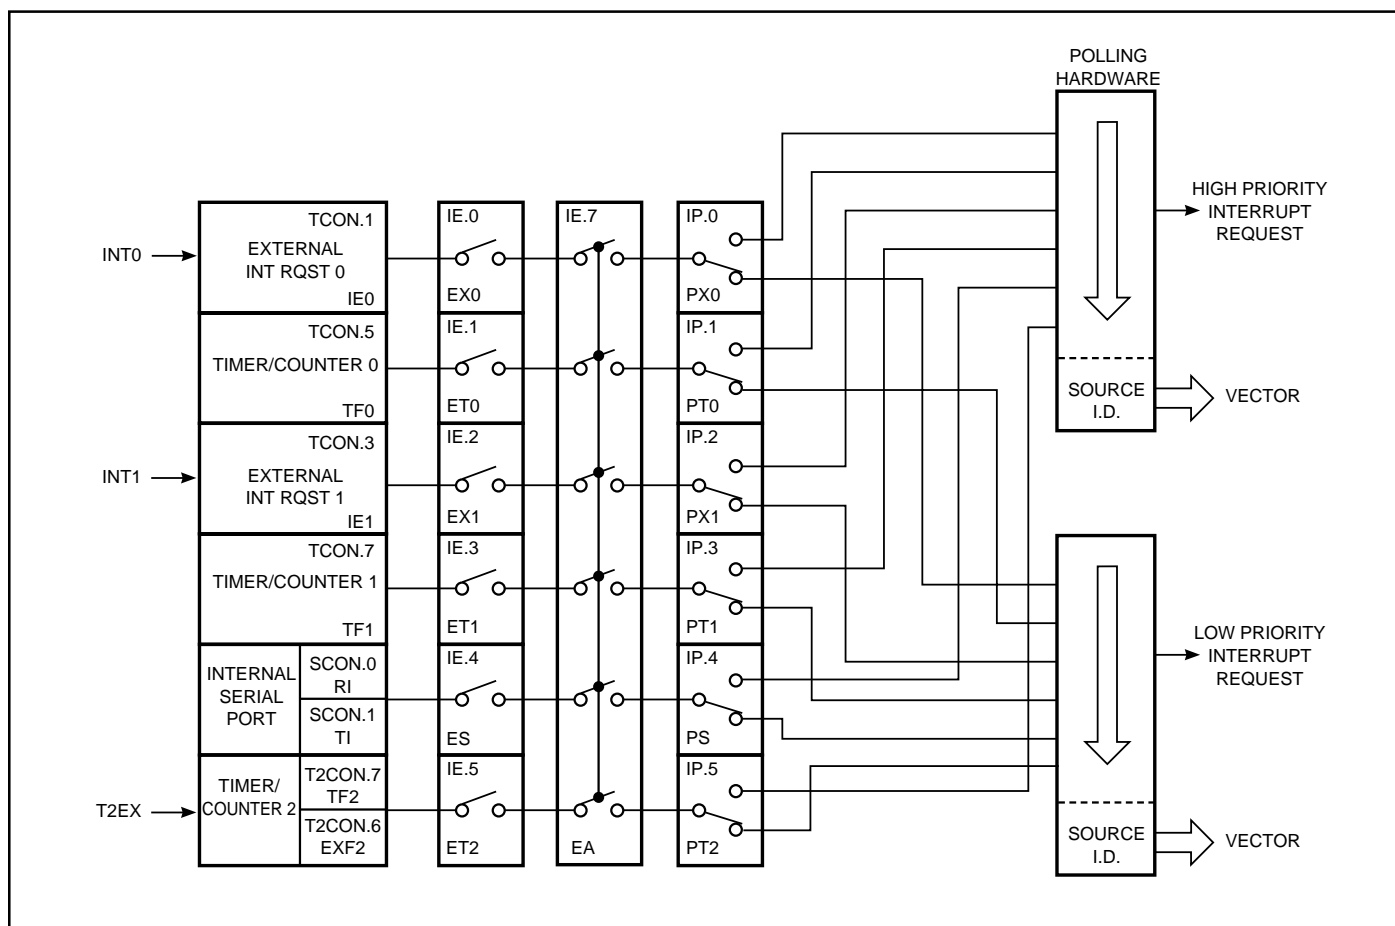 POLLING
HARDWARE
HIGH PRIORITY
INTERRUPT
REQUEST
SOURCE
I.D.
VECTOR
INT0
TCON.1
EXTERNAL
INT RQST 0
IE0
IE.0
EX0
IE.7
IP.0
PX0
TCON.5
TIMER/COUNTER 0
TF0
IE.1
ET0
IP.1
PT0
INT1
TCON.3
EXTERNAL
INT RQST 1
IE1
IE.2
EX1
IP.2
PX1
TCON.7
TIMER/COUNTER 1
TF1
IE.3
ET1
IP.3
PT1
INTERNAL
SERIAL
PORT
SCON.0
RI
SCON.1
TI
IE.4
ES
IP.4
PS
T2EX
TIMER/
COUNTER 2
T2CON.7
TF2
T2CON.6
EXF2
IE.5
ET2
EA
IP.5
PT2
LOW PRIORITY
INTERRUPT
REQUEST
SOURCE
I.D.
VECTOR